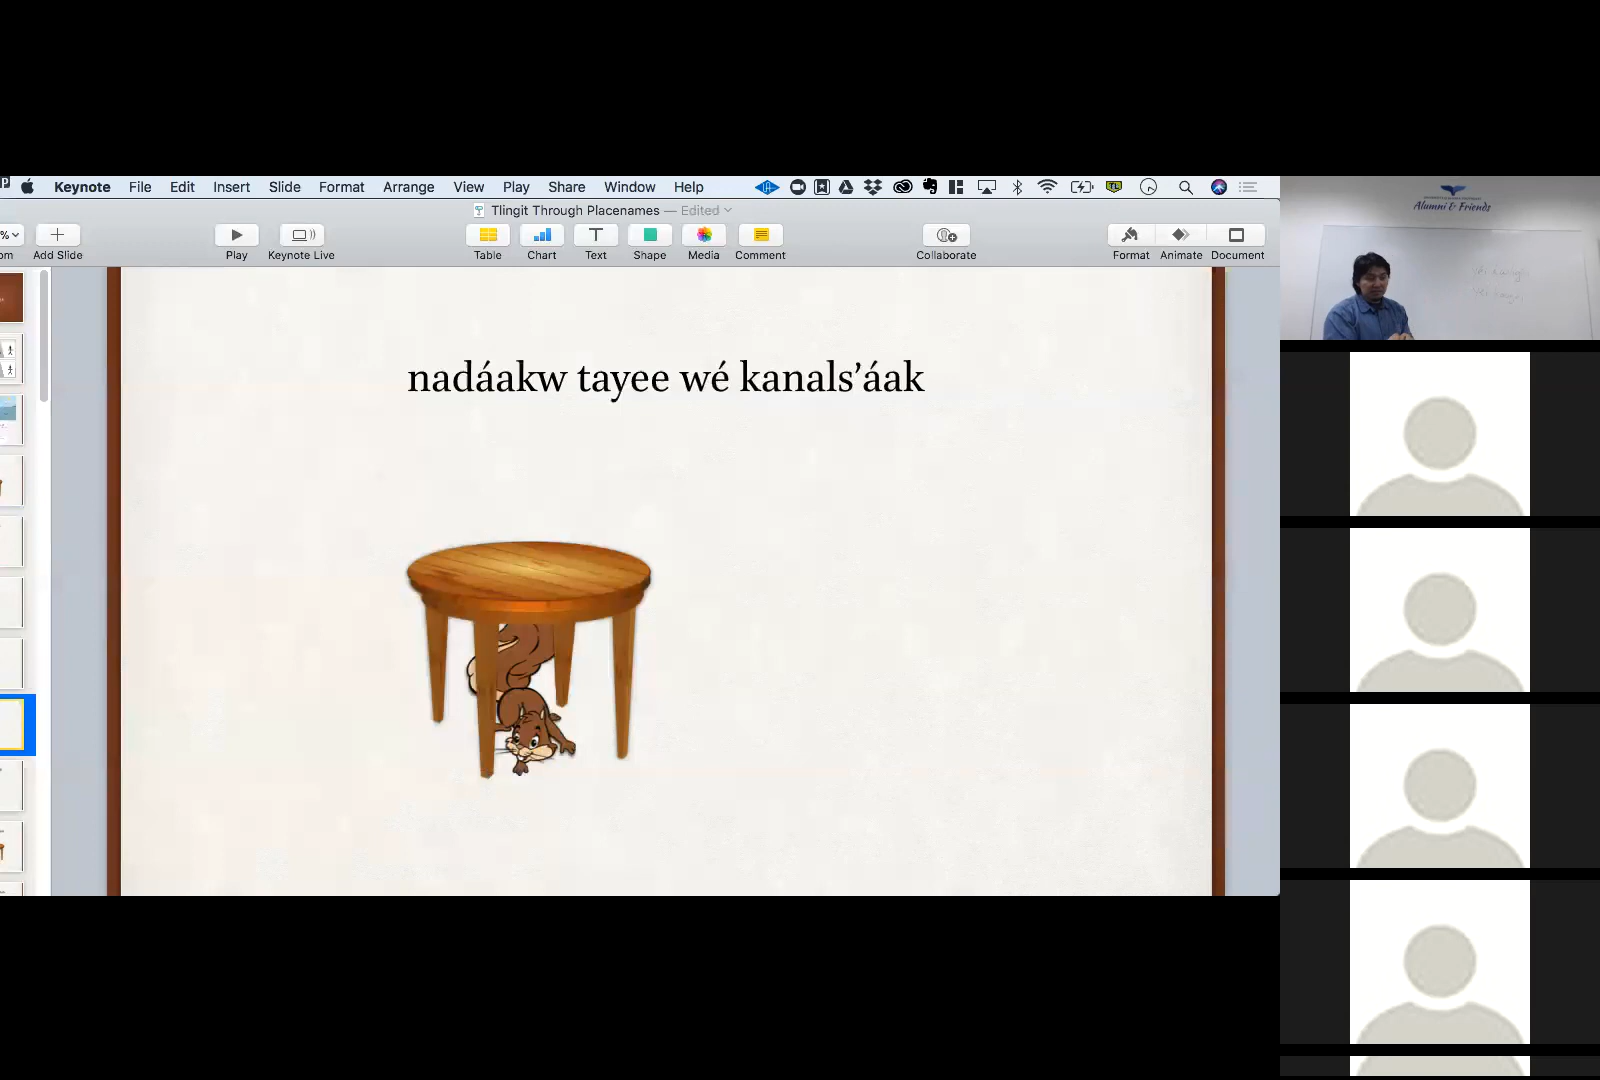 Keynote File Edit Insert Slide Format Arrange View Play Share Window Help
TL
Tlingit Through Placenames — Edited
%
Add Slide Play Keynote Live Table Chart Text Shape Media Comment Collaborate Format Animate Document
nadáakw tayee wé kanals’áak
Alumni & Friends